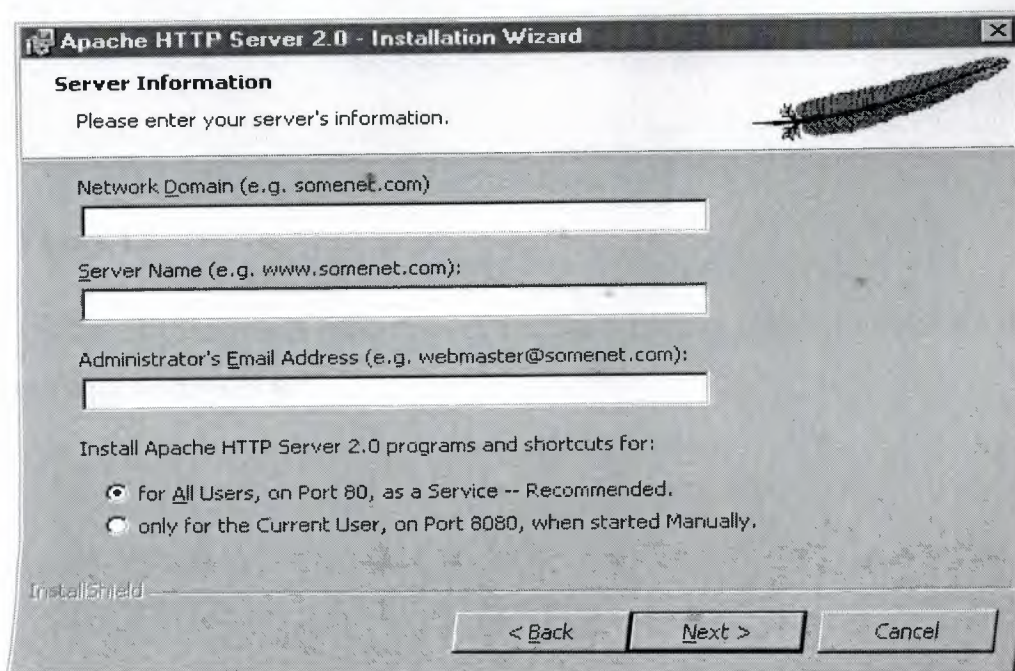 Apache HTTP Server 2.0 - Installation Wizard
Server Information
Please enter your server's information.
Network Domain (e.g. somenet.com)
Server Name (e.g. www.somenet.com):
Administrator's Email Address (e.g. webmaster@somenet.com):
Install Apache HTTP Server 2.0 programs and shortcuts for:
for All Users, on Port 80, as a Service -- Recommended.
only for the Current User, on Port 8080, when started Manually.
InstallShield
< Back Next > Cancel